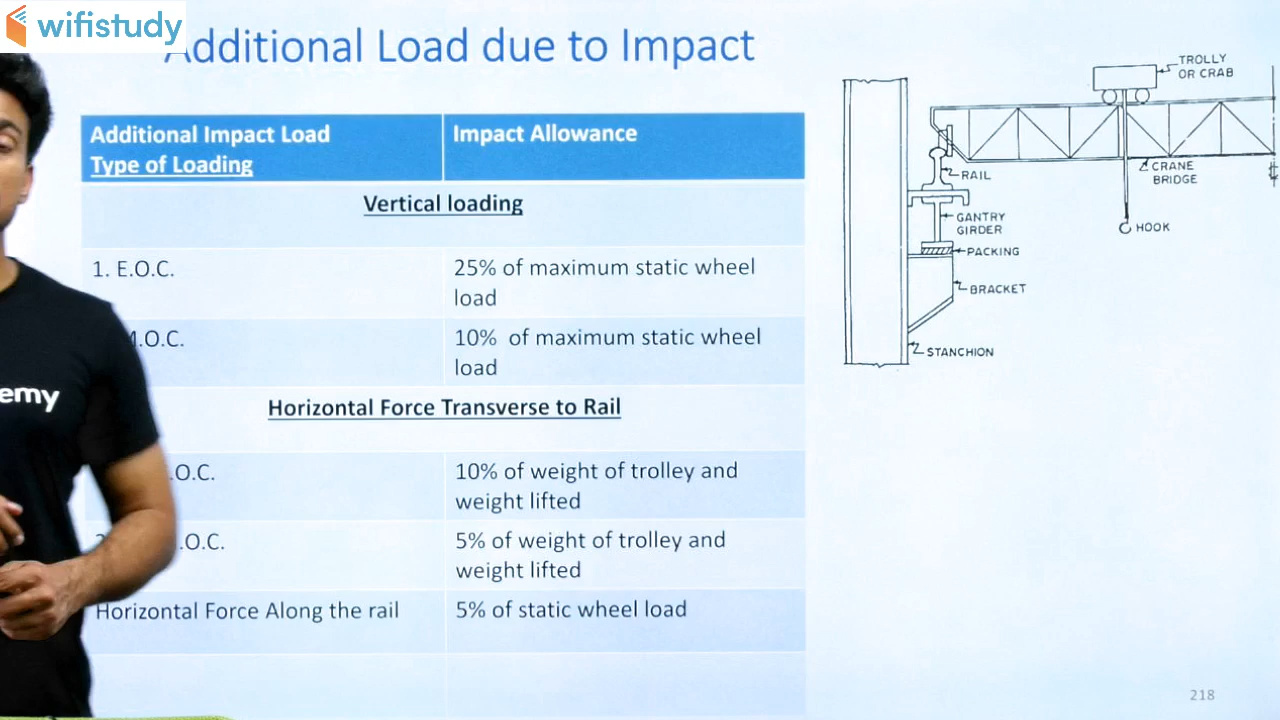 wifistudy
Additional Load due to Impact
Additional Impact Load
Type of Loading
Impact Allowance
Vertical loading
1. E.O.C.
25% of maximum static wheel
load
.O.C.
10% of maximum static wheel
load
Horizontal Force Transverse to Rail
.O.C.
10% of weight of trolley and
weight lifted
.O.C.
5% of weight of trolley and
weight lifted
Horizontal Force Along the rail
5% of static wheel load
emy
TROLLY
OR CRAB
RAIL
CRANE
BRIDGE
GANTRY
GIRDER
HOOK
PACKING
BRACKET
STANCHION
218